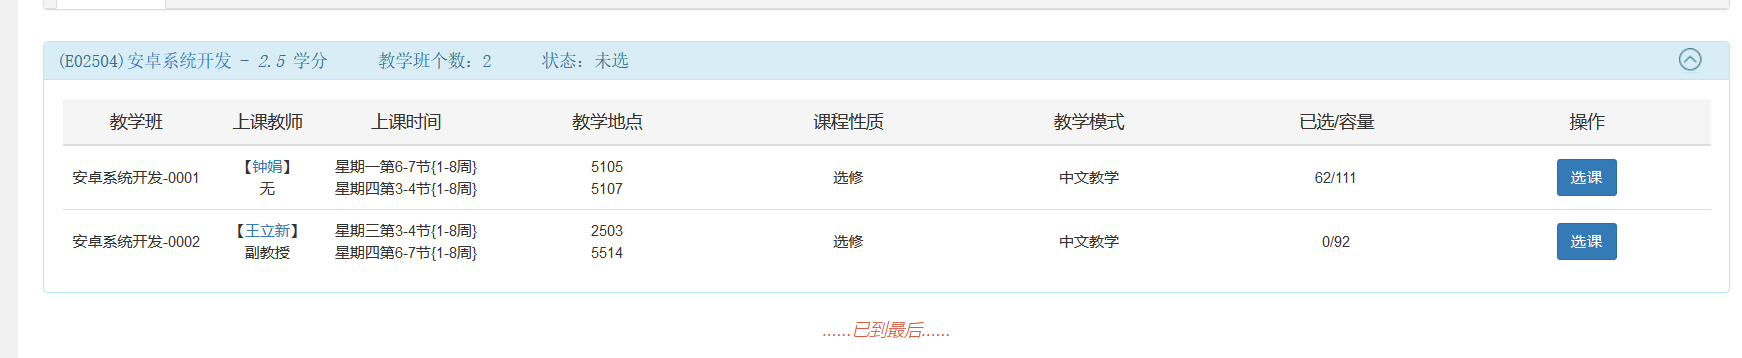 (E02504)安卓系统开发 - 2.5 学分 教学班个数：2 状态：未选
教学班 上课教师 上课时间 教学地点 课程性质 教学模式 已选/容量 操作
安卓系统开发-0001 【钟娟】 星期一第6-7节{1-8周} 5105 选修 中文教学 62/111 选课
无 星期四第3-4节{1-8周} 5107
安卓系统开发-0002 【王立新】 星期三第3-4节{1-8周} 2503 选修 中文教学 0/92 选课
副教授 星期四第6-7节{1-8周} 5514
......已到最后......